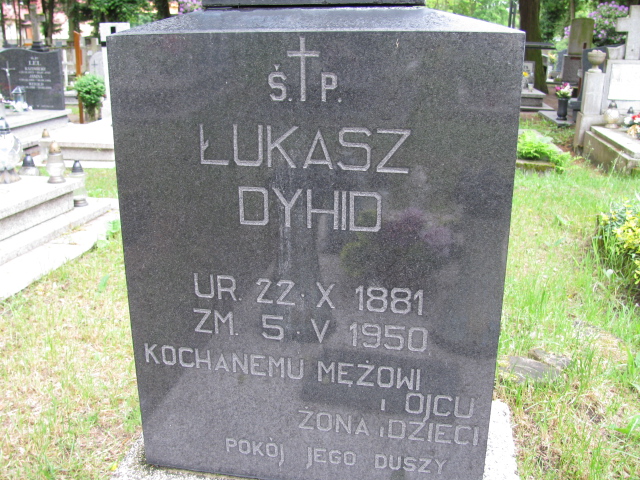 Ś.†P.
ŁUKASZ
DYHID
UR. 22·X 1881
ZM. 5·V 1950
KOCHANEMU MĘŻOWI
I OJCU
ŻONA I DZIECI
POKÓJ JEGO DUSZY